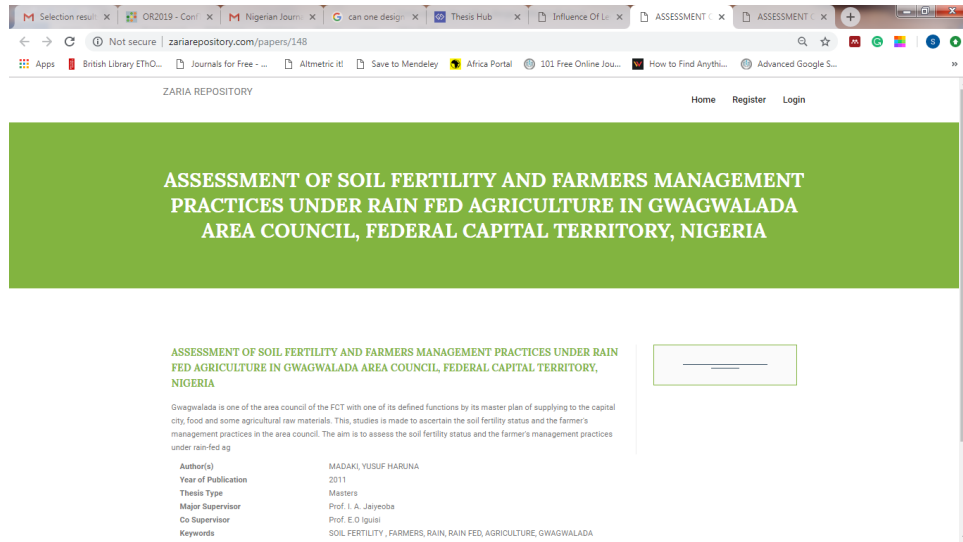 Selection result
OR2019 - Conf
Nigerian Journ
can one design
Thesis Hub
Influence Of Le
ASSESSMENT O
ASSESSMENT O
Not secure | zariarepository.com/papers/148
Apps
British Library EThO...
Journals for Free - ...
Altmetric it!
Save to Mendeley
Africa Portal
101 Free Online Jou...
How to Find Anythi...
Advanced Google S...
»
ZARIA REPOSITORY
Home Register Login
ASSESSMENT OF SOIL FERTILITY AND FARMERS MANAGEMENT
PRACTICES UNDER RAIN FED AGRICULTURE IN GWAGWALADA
AREA COUNCIL, FEDERAL CAPITAL TERRITORY, NIGERIA
ASSESSMENT OF SOIL FERTILITY AND FARMERS MANAGEMENT PRACTICES UNDER RAIN
FED AGRICULTURE IN GWAGWALADA AREA COUNCIL, FEDERAL CAPITAL TERRITORY,
NIGERIA
Gwagwalada is one of the area council of the FCT with one of its defined functions by its master plan of supplying to the capital
city, food and some agricultural raw materials. This, studies is made to ascertain the soil fertility status and the farmer's
management practices in the area council. The aim is to assess the soil fertility status and the farmer's management practices
under rain-fed ag
Author(s) MADAKI, YUSUF HARUNA
Year of Publication 2011
Thesis Type Masters
Major Supervisor Prof. I. A. Jaiyeoba
Co Supervisor Prof. E.O Iguisi
Keywords SOIL FERTILITY , FARMERS, RAIN, RAIN FED, AGRICULTURE, GWAGWALADA